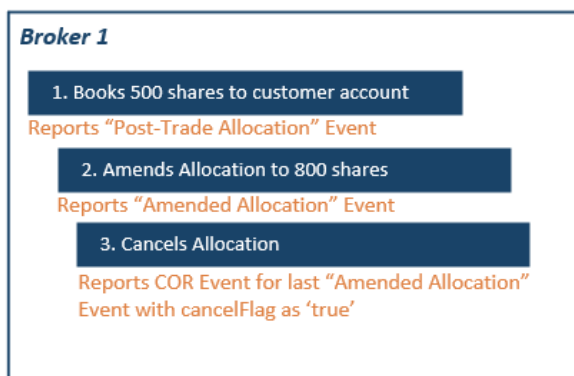 Broker 1
1. Books 500 shares to customer account
Reports “Post-Trade Allocation” Event
2. Amends Allocation to 800 shares
Reports “Amended Allocation” Event
3. Cancels Allocation
Reports COR Event for last “Amended Allocation”
Event with cancelFlag as ‘true’